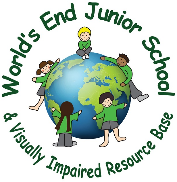 World's End Junior School
& Visually Impaired Resource Base